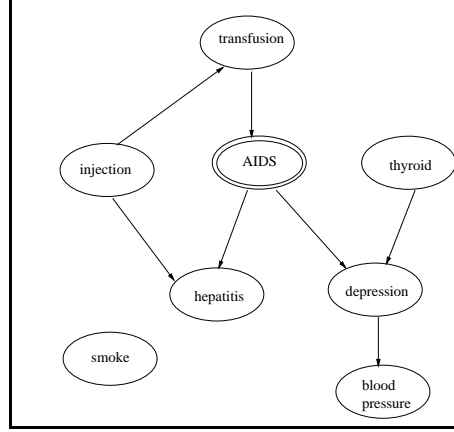 transfusion
AIDS
thyroid
injection
hepatitis
depression
smoke
blood
pressure